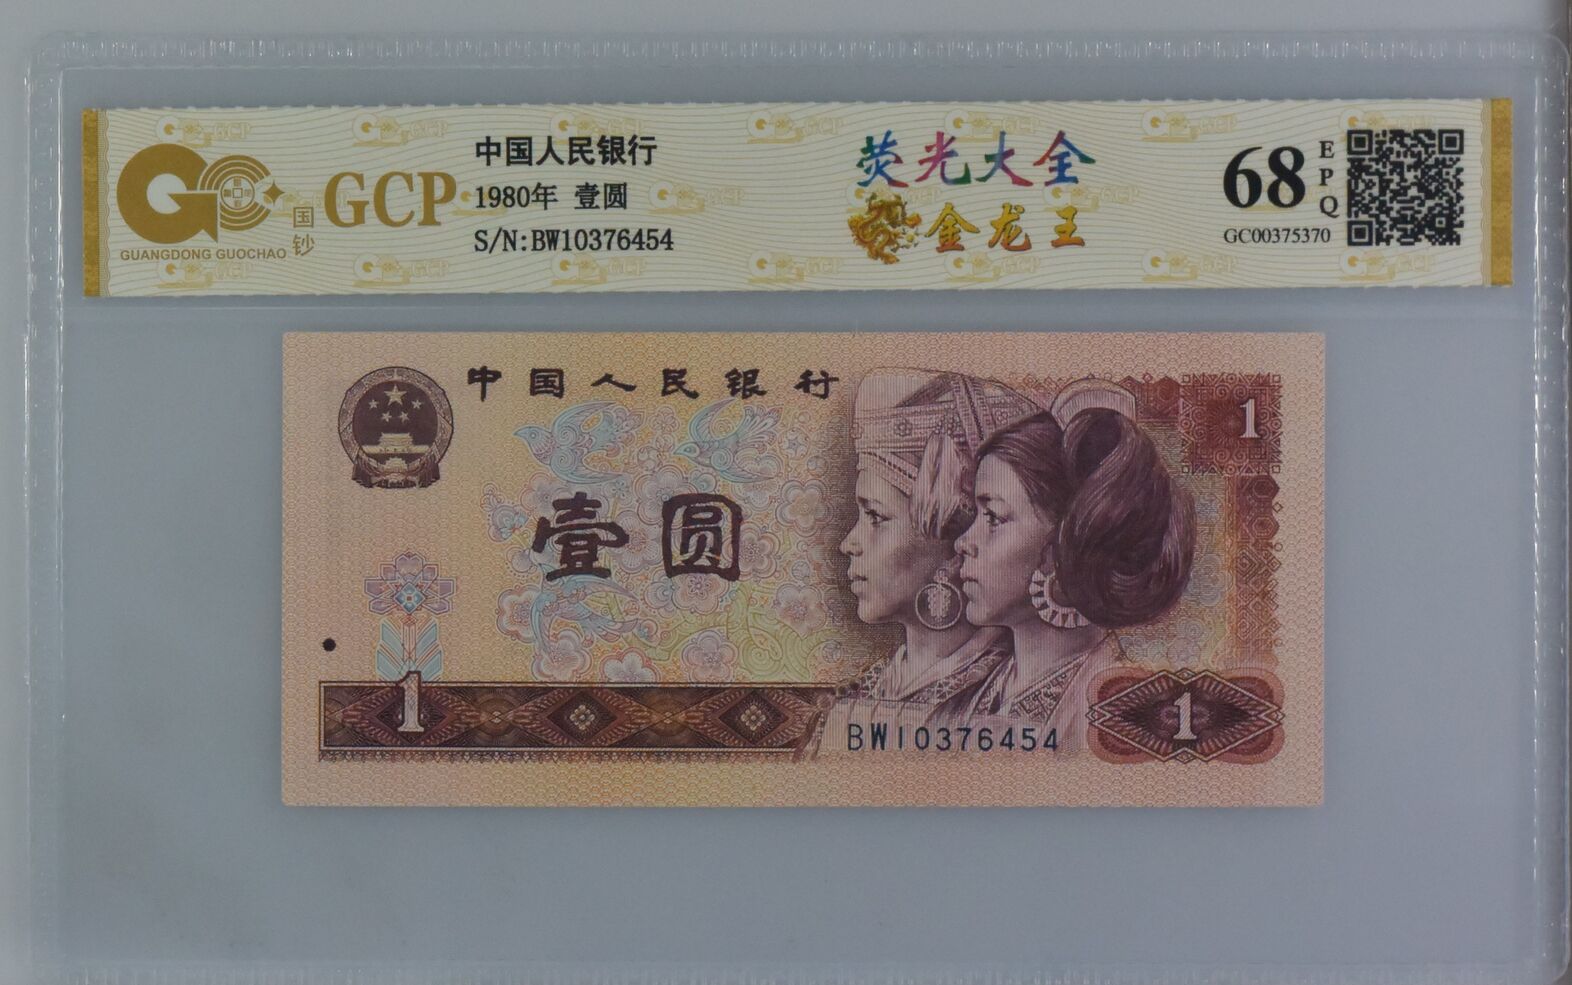 GCP
国钞
GUANGDONG GUOCHAO
中国人民银行
1980年 壹圆
S/N:BW10376454
荧光大全
金龙王
68
EPQ
GC00375370
中国人民银行
1
壹圆
1
BW10376454
1